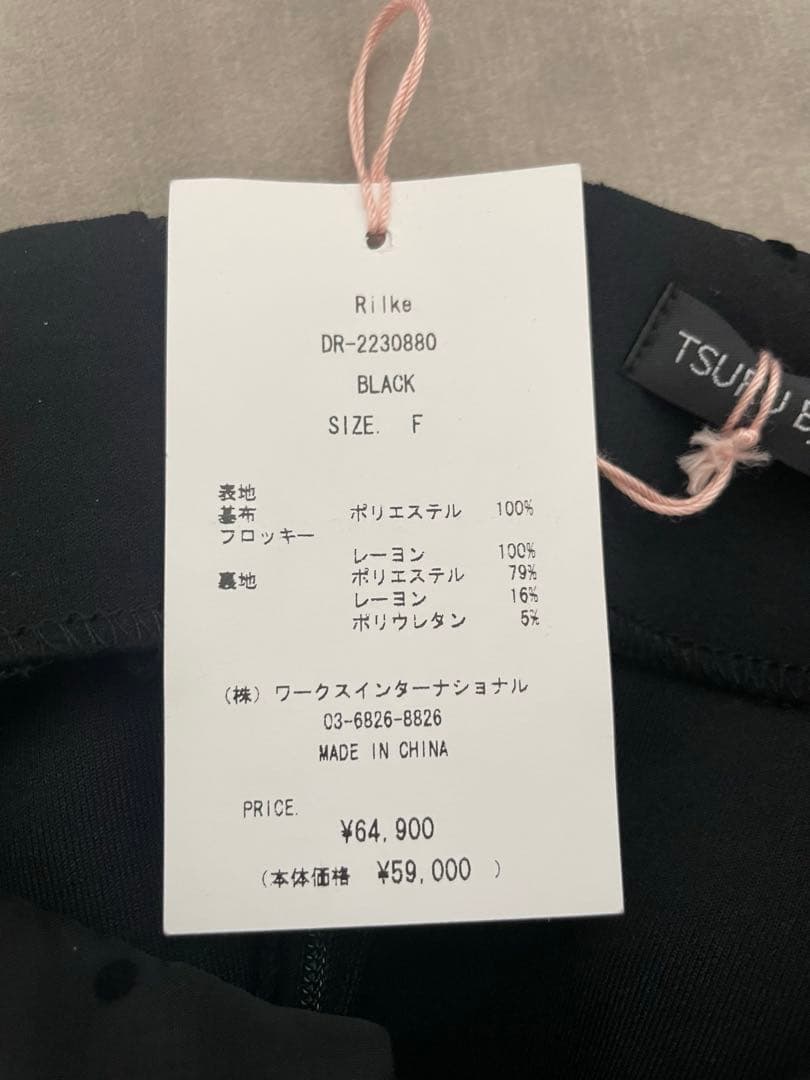 Rilke
DR-2230880
BLACK
SIZE. F
表地
基布 ポリエステル 100%
フロッキー
レーヨン 100%
裏地 ポリエステル 79%
レーヨン 16%
ポリウレタン 5%
(株) ワークスインターナショナル
03-6826-8826
MADE IN CHINA
PRICE.
¥64,900
(本体価格 ¥59,000 )
TSURU